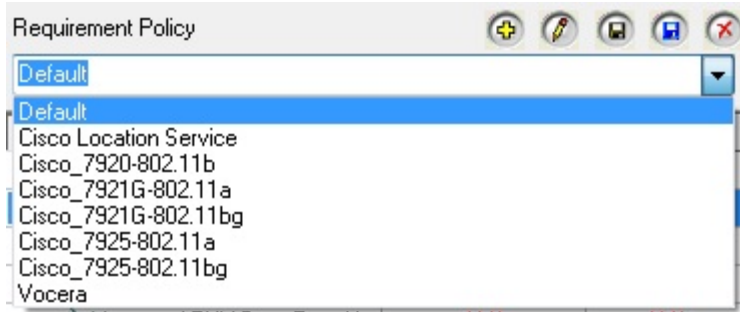 Requirement Policy
Default
Default
Cisco Location Service
Cisco_7920-802.11b
Cisco_7921G-802.11a
Cisco_7921G-802.11bg
Cisco_7925-802.11a
Cisco_7925-802.11bg
Vocera